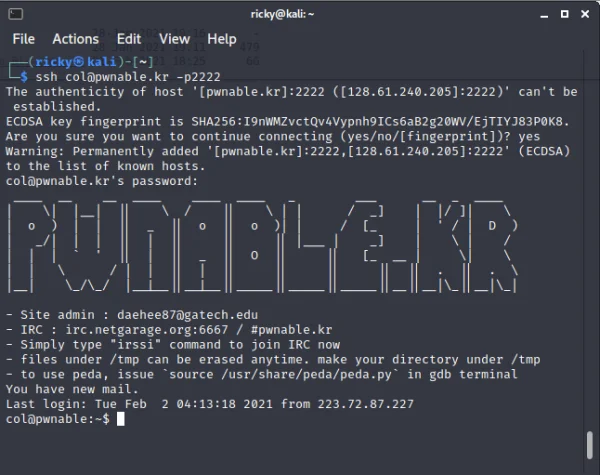 ricky@kali: ~
File Actions Edit View Help
(ricky㉿kali)-[~]
$ ssh col@pwnable.kr -p2222
The authenticity of host '[pwnable.kr]:2222 ([128.61.240.205]:2222)' can't be
established.
ECDSA key fingerprint is SHA256:I9nWMZvctQv4Vypnh9ICs6aB2g20WV/EjTIYJ83P0K8.
Are you sure you want to continue connecting (yes/no/[fingerprint])? yes
Warning: Permanently added '[pwnable.kr]:2222,[128.61.240.205]:2222' (ECDSA)
to the list of known hosts.
col@pwnable.kr's password:
PWNABLE.KR
- Site admin : daehee87@gatech.edu
- IRC : irc.netgarage.org:6667 / #pwnable.kr
- Simply type "irssi" command to join IRC now
- files under /tmp can be erased anytime. make your directory under /tmp
- to use peda, issue `source /usr/share/peda/peda.py` in gdb terminal
You have new mail.
Last login: Tue Feb  2 04:13:18 2021 from 223.72.87.227
col@pwnable:~$